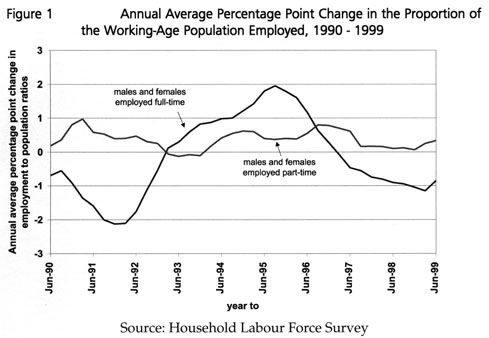 Figure 1 Annual Average Percentage Point Change in the Proportion of
the Working-Age Population Employed, 1990 - 1999
Annual average percentage point change in
employment to population ratios
3
2
1
0
-1
-2
-3
males and females
employed full-time
males and females
employed part-time
Jun-90
Jun-91
Jun-92
Jun-93
Jun-94
Jun-95
Jun-96
Jun-97
Jun-98
Jun-99
year to
Source: Household Labour Force Survey